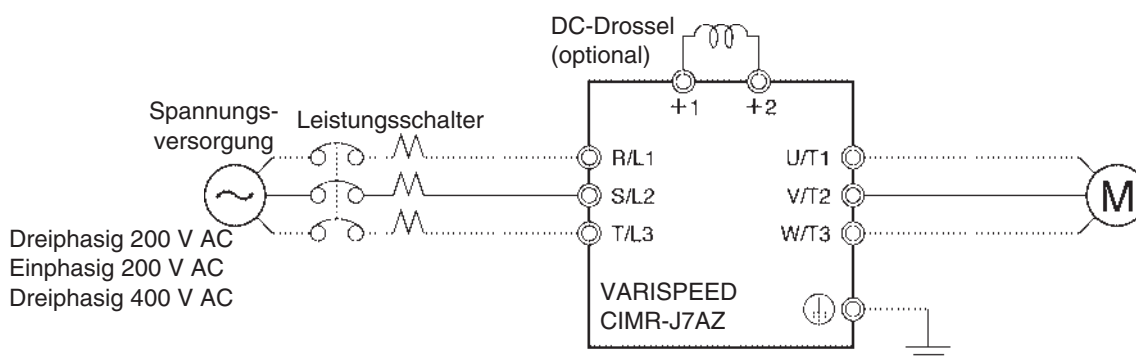 DC-Drossel
(optional)
+1
+2
Spannungs-
versorgung
Leistungsschalter
R/L1
U/T1
S/L2
V/T2
M
T/L3
W/T3
Dreiphasig 200 V AC
Einphasig 200 V AC
Dreiphasig 400 V AC
VARISPEED
CIMR-J7AZ